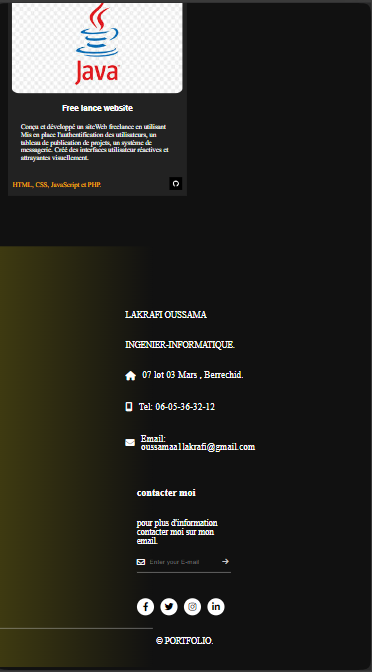 Java
Free lance website
Conçu et développé un siteWeb freelance en utilisant
Mis en place l'authentification des utilisateurs, un
tableau de publication de projets, un système de
messagerie. Créé des interfaces utilisateur réactives et
attrayantes visuellement.
HTML, CSS, JavaScript et PHP.
LAKRAFI OUSSAMA
INGENIER-INFORMATIQUE.
07 lot 03 Mars , Berrechid.
Tel: 06-05-36-32-12
Email:
oussamaa11akrafi@gmail.com
contacter moi
pour plus d'information
contacter moi sur mon
email.
Enter your E-mail
© PORTFOLIO.